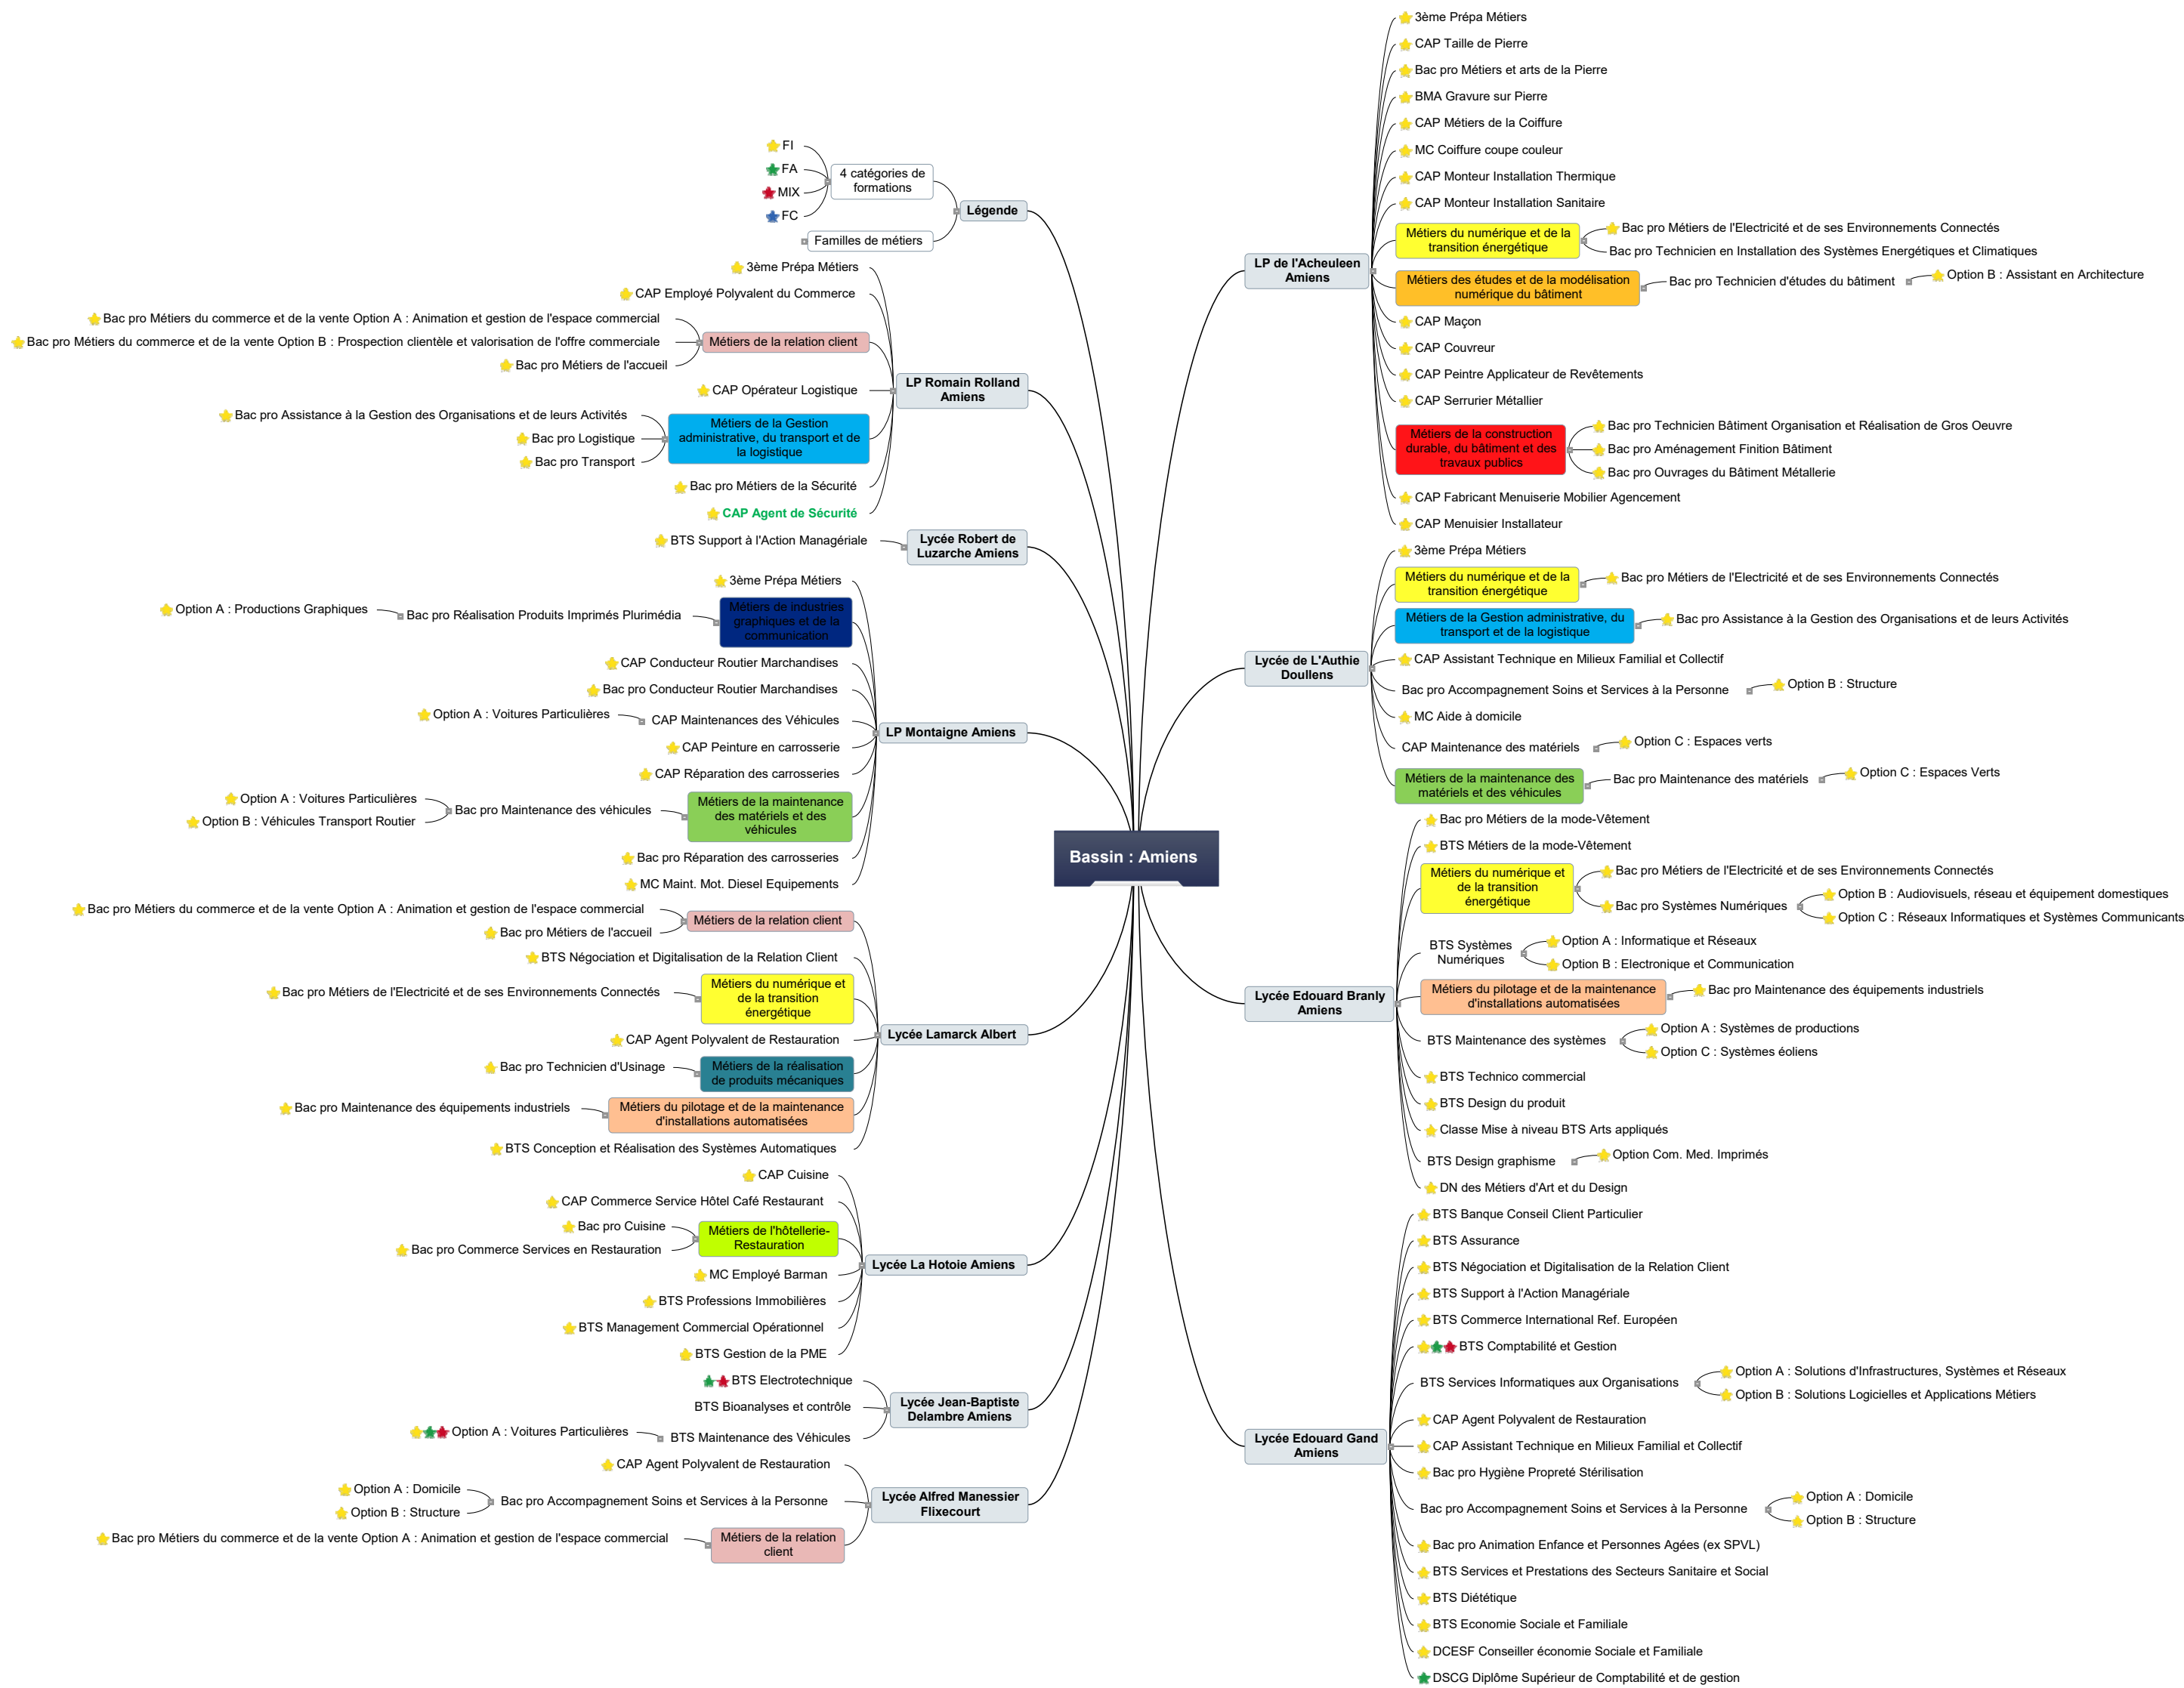 Bassin : Amiens
Légende
4 catégories de
formations
FI
FA
MIX
FC
Familles de métiers
LP Romain Rolland
Amiens
3ème Prépa Métiers
CAP Employé Polyvalent du Commerce
Métiers de la relation client
Bac pro Métiers du commerce et de la vente Option A : Animation et gestion de l'espace commercial
Bac pro Métiers du commerce et de la vente Option B : Prospection clientèle et valorisation de l'offre commerciale
Bac pro Métiers de l'accueil
CAP Opérateur Logistique
Métiers de la Gestion
administrative, du transport et de
la logistique
Bac pro Assistance à la Gestion des Organisations et de leurs Activités
Bac pro Logistique
Bac pro Transport
Bac pro Métiers de la Sécurité
CAP Agent de Sécurité
Lycée Robert de
Luzarche Amiens
BTS Support à l'Action Managériale
LP Montaigne Amiens
3ème Prépa Métiers
Métiers de industries
graphiques et de la
communication
Bac pro Réalisation Produits Imprimés Plurimédia
Option A : Productions Graphiques
CAP Conducteur Routier Marchandises
Bac pro Conducteur Routier Marchandises
CAP Maintenances des Véhicules
Option A : Voitures Particulières
CAP Peinture en carrosserie
CAP Réparation des carrosseries
Métiers de la maintenance
des matériels et des
véhicules
Bac pro Maintenance des véhicules
Option A : Voitures Particulières
Option B : Véhicules Transport Routier
Bac pro Réparation des carrosseries
MC Maint. Mot. Diesel Equipements
Lycée Lamarck Albert
Métiers de la relation client
Bac pro Métiers du commerce et de la vente Option A : Animation et gestion de l'espace commercial
Bac pro Métiers de l'accueil
BTS Négociation et Digitalisation de la Relation Client
Métiers du numérique et
de la transition
énergétique
Bac pro Métiers de l'Electricité et de ses Environnements Connectés
CAP Agent Polyvalent de Restauration
Métiers de la réalisation
de produits mécaniques
Bac pro Technicien d'Usinage
Métiers du pilotage et de la maintenance
d'installations automatisées
Bac pro Maintenance des équipements industriels
BTS Conception et Réalisation des Systèmes Automatiques
Lycée La Hotoie Amiens
CAP Cuisine
CAP Commerce Service Hôtel Café Restaurant
Métiers de l'hôtellerie-
Restauration
Bac pro Cuisine
Bac pro Commerce Services en Restauration
MC Employé Barman
BTS Professions Immobilières
BTS Management Commercial Opérationnel
BTS Gestion de la PME
Lycée Jean-Baptiste
Delambre Amiens
BTS Electrotechnique
BTS Bioanalyses et contrôle
BTS Maintenance des Véhicules
Option A : Voitures Particulières
Lycée Alfred Manessier
Flixecourt
CAP Agent Polyvalent de Restauration
Bac pro Accompagnement Soins et Services à la Personne
Option A : Domicile
Option B : Structure
Métiers de la relation
client
Bac pro Métiers du commerce et de la vente Option A : Animation et gestion de l'espace commercial
LP de l'Acheuleen
Amiens
3ème Prépa Métiers
CAP Taille de Pierre
Bac pro Métiers et arts de la Pierre
BMA Gravure sur Pierre
CAP Métiers de la Coiffure
MC Coiffure coupe couleur
CAP Monteur Installation Thermique
CAP Monteur Installation Sanitaire
Métiers du numérique et de la
transition énergétique
Bac pro Métiers de l'Electricité et de ses Environnements Connectés
Bac pro Technicien en Installation des Systèmes Energétiques et Climatiques
Métiers des études et de la modélisation
numérique du bâtiment
Bac pro Technicien d'études du bâtiment
Option B : Assistant en Architecture
CAP Maçon
CAP Couvreur
CAP Peintre Applicateur de Revêtements
CAP Serrurier Métallier
Métiers de la construction
durable, du bâtiment et des
travaux publics
Bac pro Technicien Bâtiment Organisation et Réalisation de Gros Oeuvre
Bac pro Aménagement Finition Bâtiment
Bac pro Ouvrages du Bâtiment Métallerie
CAP Fabricant Menuiserie Mobilier Agencement
CAP Menuisier Installateur
Lycée de L'Authie
Doullens
3ème Prépa Métiers
Métiers du numérique et de la
transition énergétique
Bac pro Métiers de l'Electricité et de ses Environnements Connectés
Métiers de la Gestion administrative, du
transport et de la logistique
Bac pro Assistance à la Gestion des Organisations et de leurs Activités
CAP Assistant Technique en Milieux Familial et Collectif
Bac pro Accompagnement Soins et Services à la Personne
Option B : Structure
MC Aide à domicile
CAP Maintenance des matériels
Option C : Espaces verts
Métiers de la maintenance des
matériels et des véhicules
Bac pro Maintenance des matériels
Option C : Espaces Verts
Lycée Edouard Branly
Amiens
Bac pro Métiers de la mode-Vêtement
BTS Métiers de la mode-Vêtement
Métiers du numérique et
de la transition
énergétique
Bac pro Métiers de l'Electricité et de ses Environnements Connectés
Bac pro Systèmes Numériques
Option B : Audiovisuels, réseau et équipement domestiques
Option C : Réseaux Informatiques et Systèmes Communicants
BTS Systèmes
Numériques
Option A : Informatique et Réseaux
Option B : Electronique et Communication
Métiers du pilotage et de la maintenance
d'installations automatisées
Bac pro Maintenance des équipements industriels
BTS Maintenance des systèmes
Option A : Systèmes de productions
Option C : Systèmes éoliens
BTS Technico commercial
BTS Design du produit
Classe Mise à niveau BTS Arts appliqués
BTS Design graphisme
Option Com. Med. Imprimés
DN des Métiers d'Art et du Design
Lycée Edouard Gand
Amiens
BTS Banque Conseil Client Particulier
BTS Assurance
BTS Négociation et Digitalisation de la Relation Client
BTS Support à l'Action Managériale
BTS Commerce International Ref. Européen
BTS Comptabilité et Gestion
BTS Services Informatiques aux Organisations
Option A : Solutions d'Infrastructures, Systèmes et Réseaux
Option B : Solutions Logicielles et Applications Métiers
CAP Agent Polyvalent de Restauration
CAP Assistant Technique en Milieux Familial et Collectif
Bac pro Hygiène Propreté Stérilisation
Bac pro Accompagnement Soins et Services à la Personne
Option A : Domicile
Option B : Structure
Bac pro Animation Enfance et Personnes Agées (ex SPVL)
BTS Services et Prestations des Secteurs Sanitaire et Social
BTS Diététique
BTS Economie Sociale et Familiale
DCESF Conseiller économie Sociale et Familiale
DSCG Diplôme Supérieur de Comptabilité et de gestion